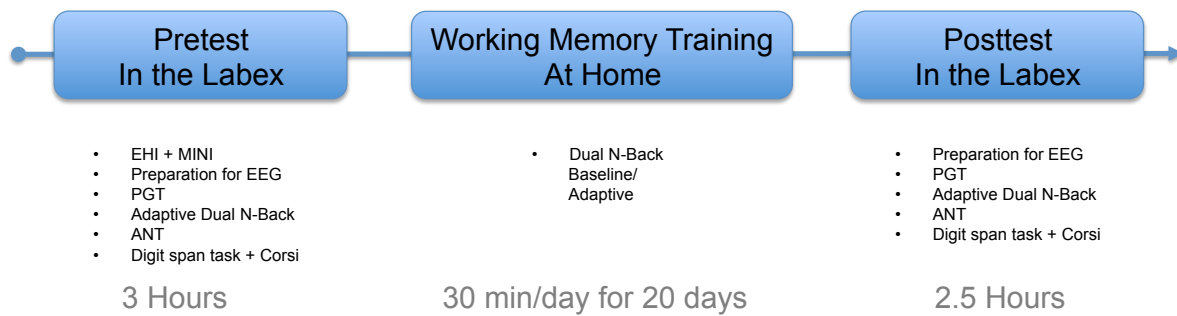 Pretest
In the Labex
Working Memory Training
At Home
Posttest
In the Labex
• EHI + MINI
• Preparation for EEG
• PGT
• Adaptive Dual N-Back
• ANT
• Digit span task + Corsi
• Dual N-Back
Baseline/
Adaptive
• Preparation for EEG
• PGT
• Adaptive Dual N-Back
• ANT
• Digit span task + Corsi
3 Hours
30 min/day for 20 days
2.5 Hours